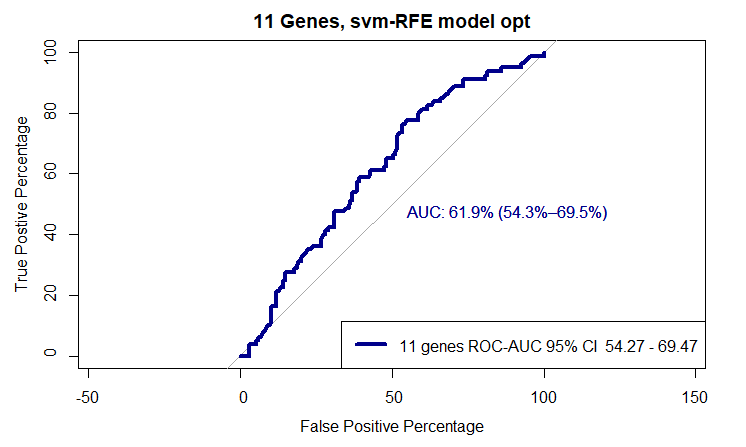 11 Genes, svm-RFE model opt
True Postive Percentage
100
80
60
40
20
0
AUC: 61.9% (54.3%–69.5%)
11 genes ROC-AUC 95% CI 54.27 - 69.47
-50
0
50
100
150
False Positive Percentage